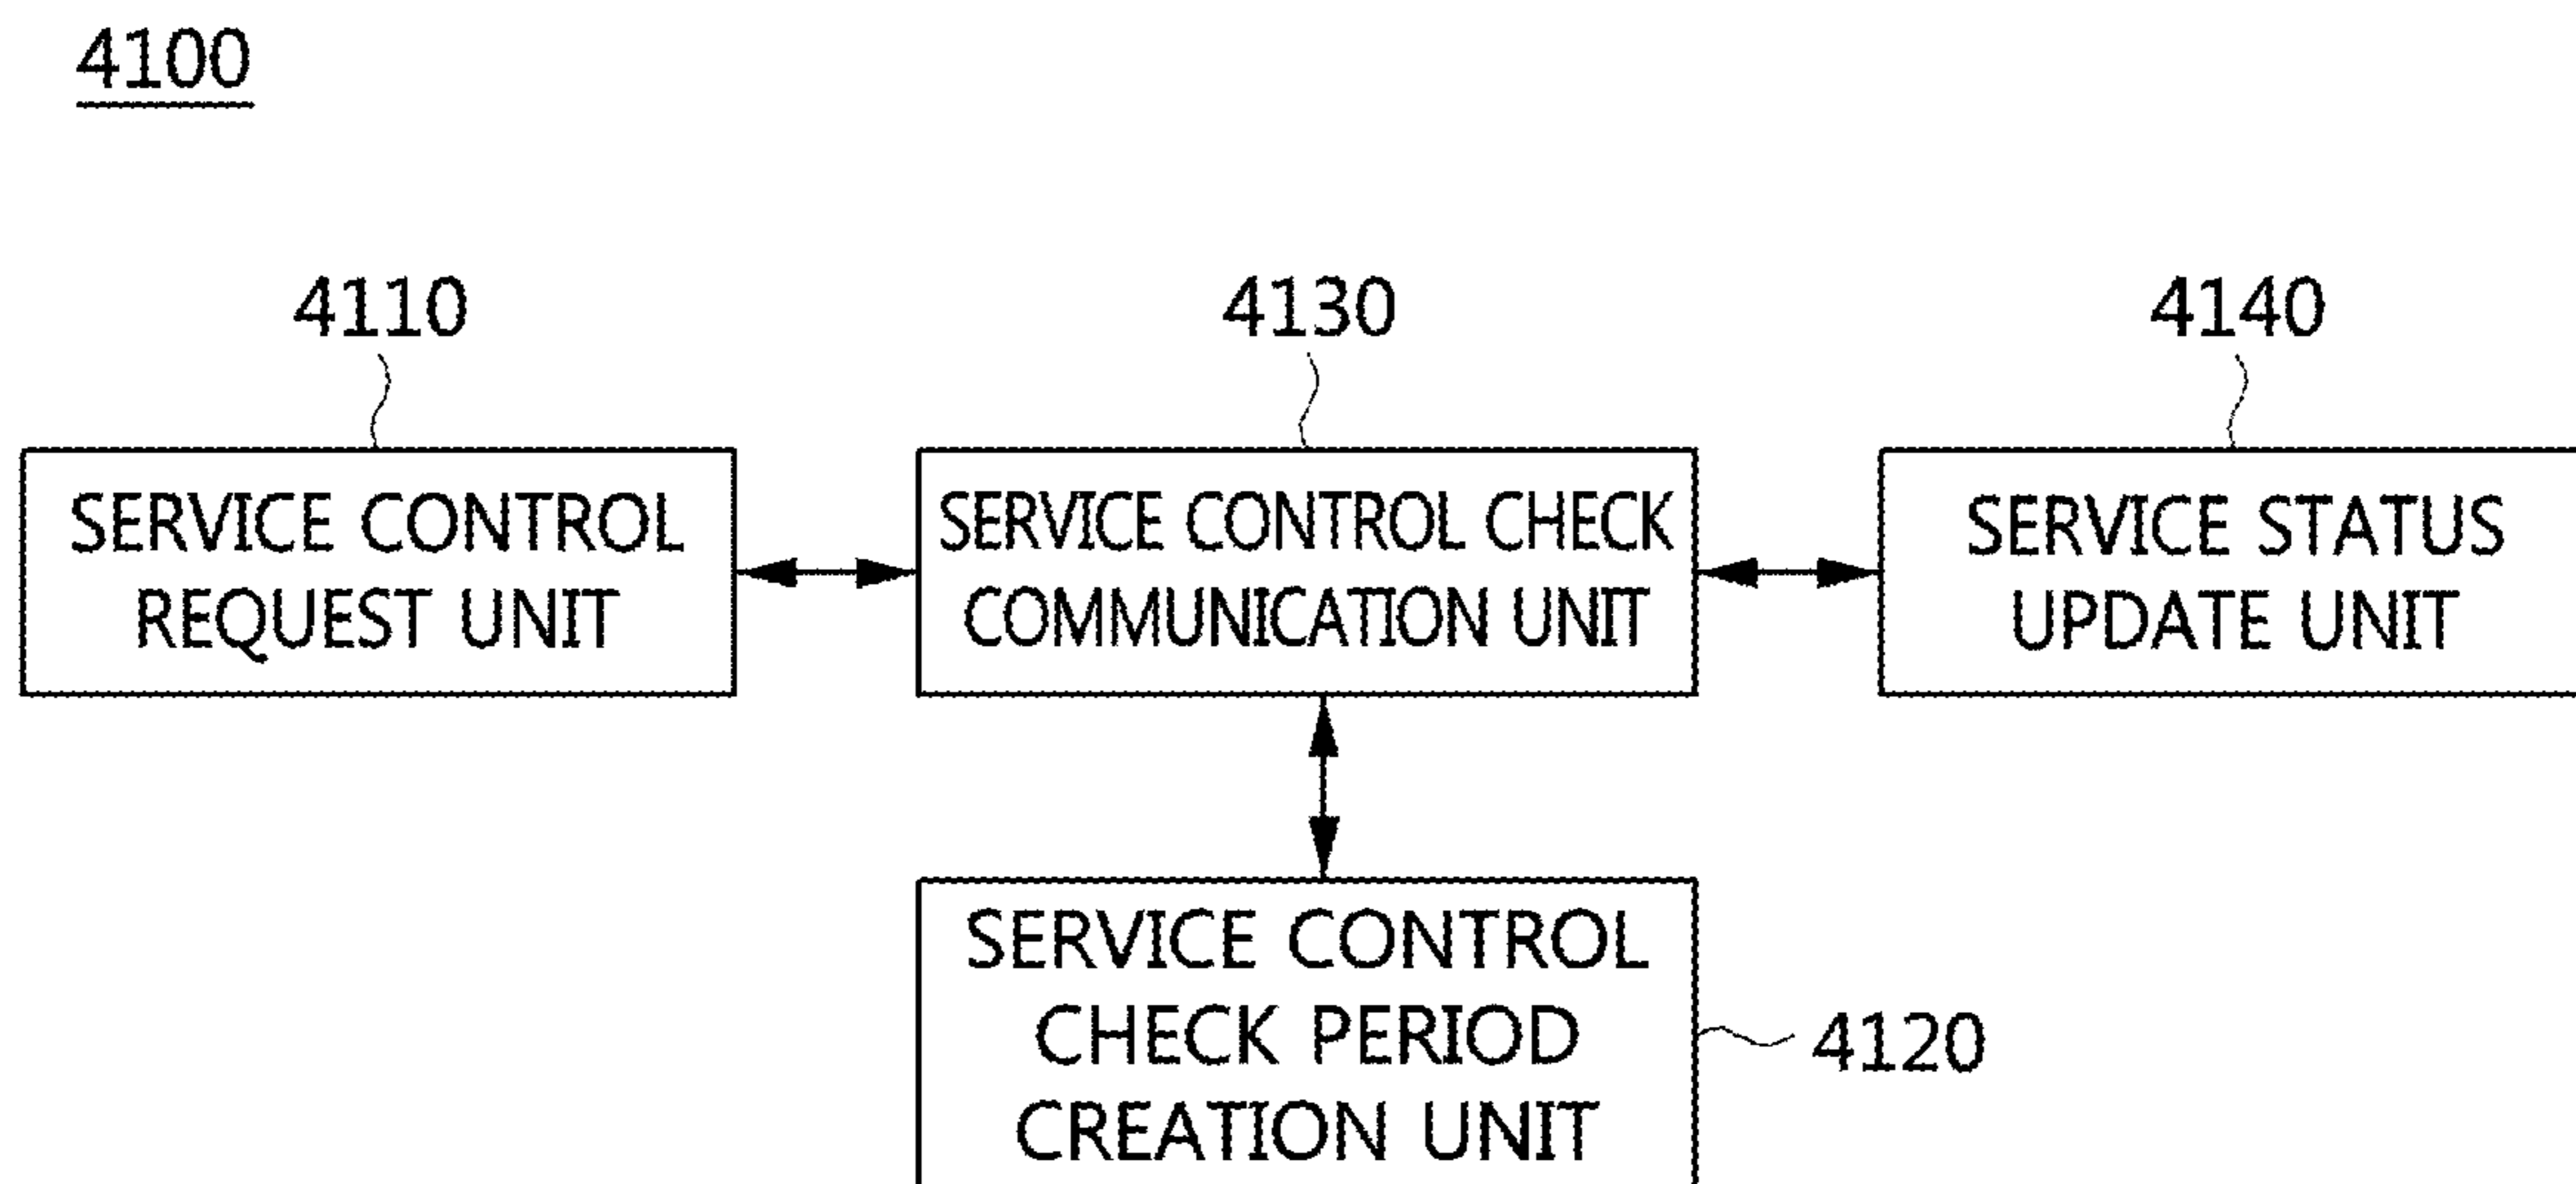 4100
4110
4130
4140
SERVICE CONTROL
REQUEST UNIT
SERVICE CONTROL CHECK
COMMUNICATION UNIT
SERVICE STATUS
UPDATE UNIT
SERVICE CONTROL
CHECK PERIOD
CREATION UNIT
4120